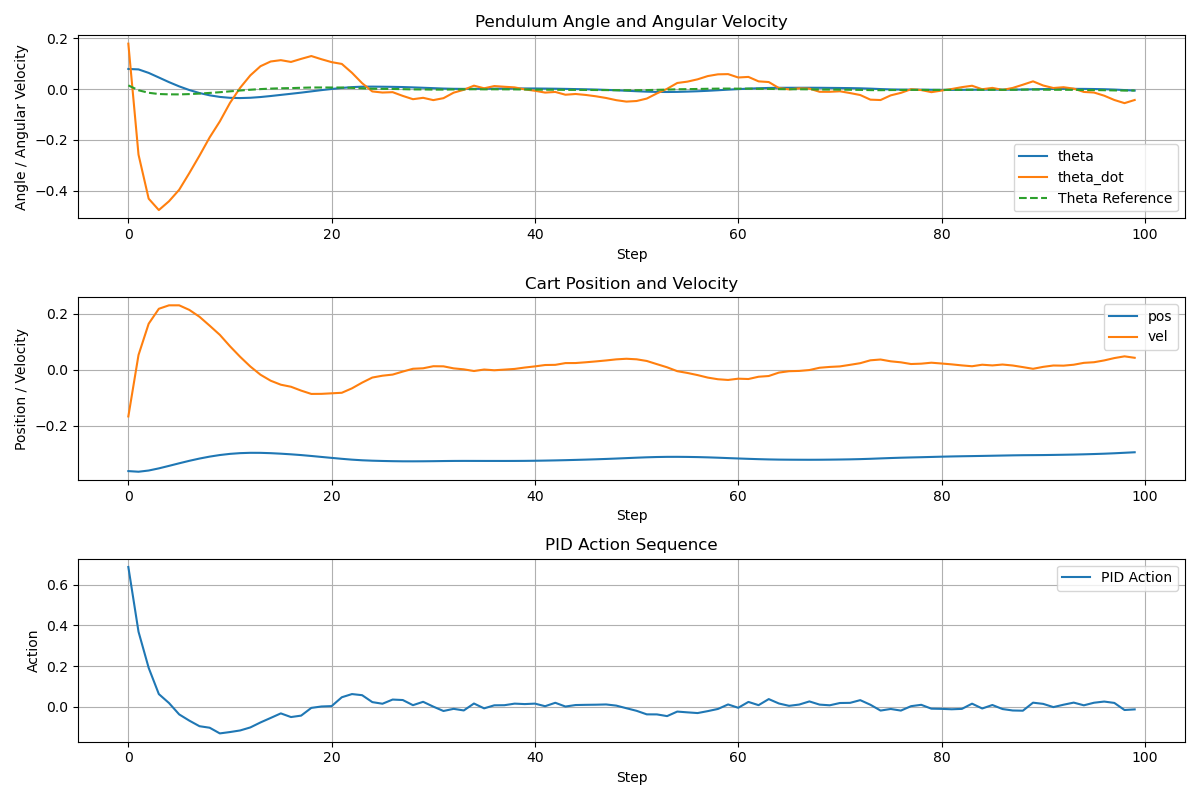 Pendulum Angle and Angular Velocity
Angle / Angular Velocity
0.2
0.0
−0.2
−0.4
theta
theta_dot
Theta Reference
0 20 40 60 80 100
Step
Cart Position and Velocity
Position / Velocity
0.2
0.0
−0.2
pos
vel
0 20 40 60 80 100
Step
PID Action Sequence
Action
0.6
0.4
0.2
0.0
PID Action
0 20 40 60 80 100
Step